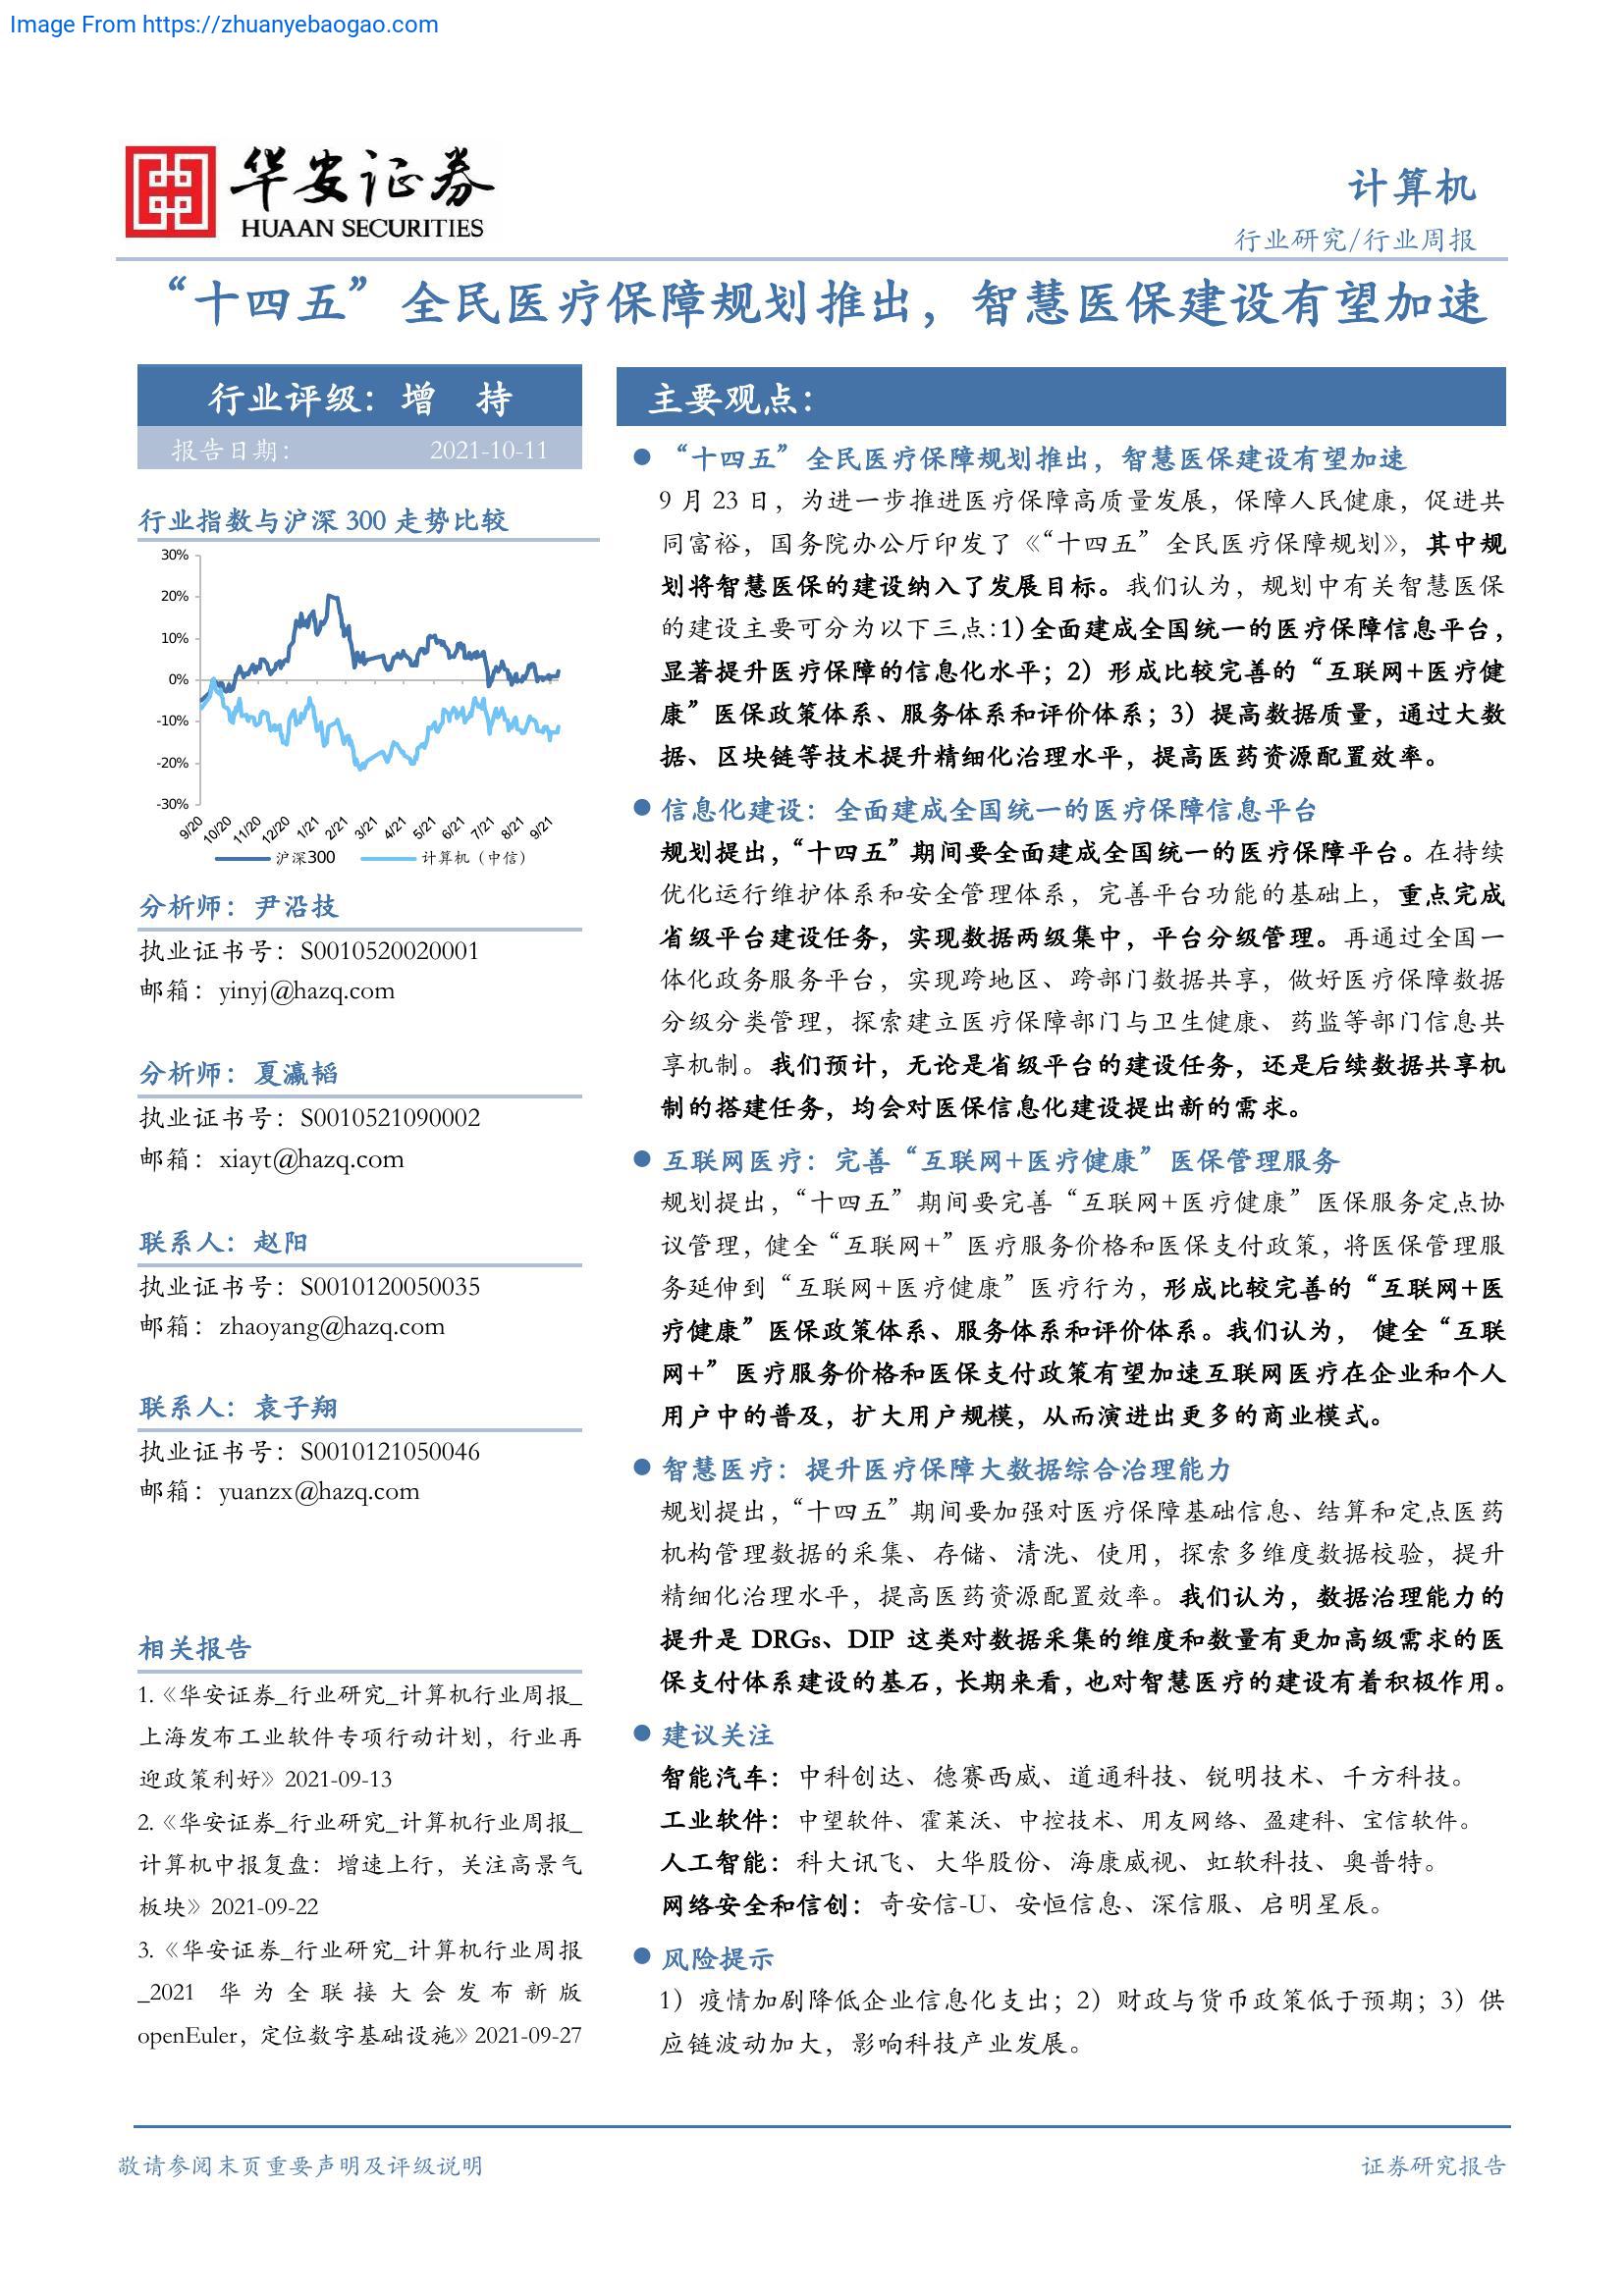 Image From https://zhuanyebaogao.com
华安证券
HUAAN SECURITIES
计算机
行业研究/行业周报
“十四五”全民医疗保障规划推出，智慧医保建设有望加速
行业评级：增 持
报告日期： 2021-10-11
行业指数与沪深 300 走势比较
30%
20%
10%
0%
-10%
-20%
-30%
9/20 10/20 11/20 12/20 1/21 2/21 3/21 4/21 5/21 6/21 7/21 8/21 9/21
沪深300 计算机（中信）
分析师：尹沿技
执业证书号：S0010520020001
邮箱：yinyj@hazq.com
分析师：夏瀛韬
执业证书号：S0010521090002
邮箱：xiayt@hazq.com
联系人：赵阳
执业证书号：S0010120050035
邮箱：zhaoyang@hazq.com
联系人：袁子翔
执业证书号：S0010121050046
邮箱：yuanzx@hazq.com
相关报告
1.《华安证券_行业研究_计算机行业周报_
上海发布工业软件专项行动计划，行业再
迎政策利好》2021-09-13
2.《华安证券_行业研究_计算机行业周报_
计算机中报复盘：增速上行，关注高景气
板块》2021-09-22
3.《华安证券_行业研究_计算机行业周报
_2021 华为全联接大会发布新版
openEuler，定位数字基础设施》2021-09-27
主要观点：
● “十四五”全民医疗保障规划推出，智慧医保建设有望加速
9 月 23 日，为进一步推进医疗保障高质量发展，保障人民健康，促进共
同富裕，国务院办公厅印发了《“十四五”全民医疗保障规划》，其中规
划将智慧医保的建设纳入了发展目标。我们认为，规划中有关智慧医保
的建设主要可分为以下三点：1）全面建成全国统一的医疗保障信息平台，
显著提升医疗保障的信息化水平；2）形成比较完善的“互联网+医疗健
康”医保政策体系、服务体系和评价体系；3）提高数据质量，通过大数
据、区块链等技术提升精细化治理水平，提高医药资源配置效率。
● 信息化建设：全面建成全国统一的医疗保障信息平台
规划提出，“十四五”期间要全面建成全国统一的医疗保障平台。在持续
优化运行维护体系和安全管理体系，完善平台功能的基础上，重点完成
省级平台建设任务，实现数据两级集中，平台分级管理。再通过全国一
体化政务服务平台，实现跨地区、跨部门数据共享，做好医疗保障数据
分级分类管理，探索建立医疗保障部门与卫生健康、药监等部门信息共
享机制。我们预计，无论是省级平台的建设任务，还是后续数据共享机
制的搭建任务，均会对医保信息化建设提出新的需求。
● 互联网医疗：完善“互联网+医疗健康”医保管理服务
规划提出，“十四五”期间要完善“互联网+医疗健康”医保服务定点协
议管理，健全“互联网+”医疗服务价格和医保支付政策，将医保管理服
务延伸到“互联网+医疗健康”医疗行为，形成比较完善的“互联网+医
疗健康”医保政策体系、服务体系和评价体系。我们认为， 健全“互联
网+”医疗服务价格和医保支付政策有望加速互联网医疗在企业和个人
用户中的普及，扩大用户规模，从而演进出更多的商业模式。
● 智慧医疗：提升医疗保障大数据综合治理能力
规划提出，“十四五”期间要加强对医疗保障基础信息、结算和定点医药
机构管理数据的采集、存储、清洗、使用，探索多维度数据校验，提升
精细化治理水平，提高医药资源配置效率。我们认为，数据治理能力的
提升是 DRGs、DIP 这类对数据采集的维度和数量有更加高级需求的医
保支付体系建设的基石，长期来看，也对智慧医疗的建设有着积极作用。
● 建议关注
智能汽车：中科创达、德赛西威、道通科技、锐明技术、千方科技。
工业软件：中望软件、霍莱沃、中控技术、用友网络、盈建科、宝信软件。
人工智能：科大讯飞、大华股份、海康威视、虹软科技、奥普特。
网络安全和信创：奇安信-U、安恒信息、深信服、启明星辰。
● 风险提示
1）疫情加剧降低企业信息化支出；2）财政与货币政策低于预期；3）供
应链波动加大，影响科技产业发展。
敬请参阅末页重要声明及评级说明
证券研究报告